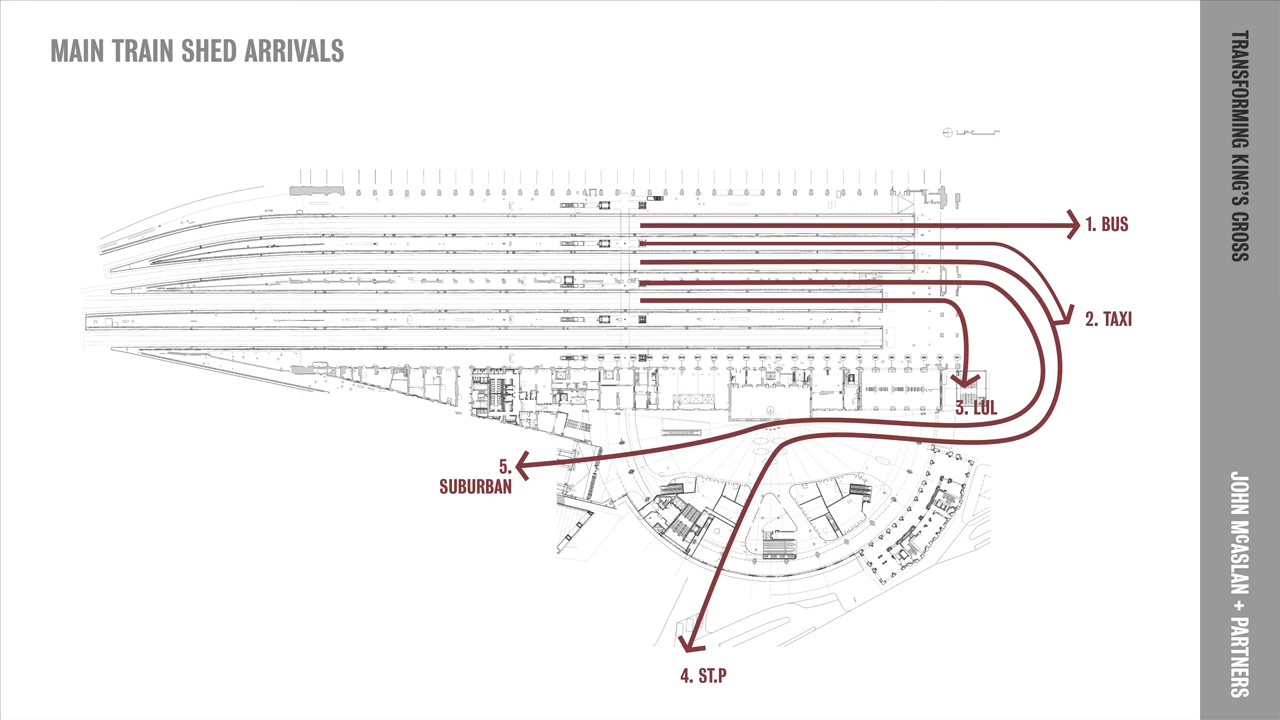 MAIN TRAIN SHED ARRIVALS
1. BUS
2. TAXI
3. LUL
5.
SUBURBAN
4. ST.P
TRANSFORMING KING'S CROSS
JOHN McASLAN + PARTNERS